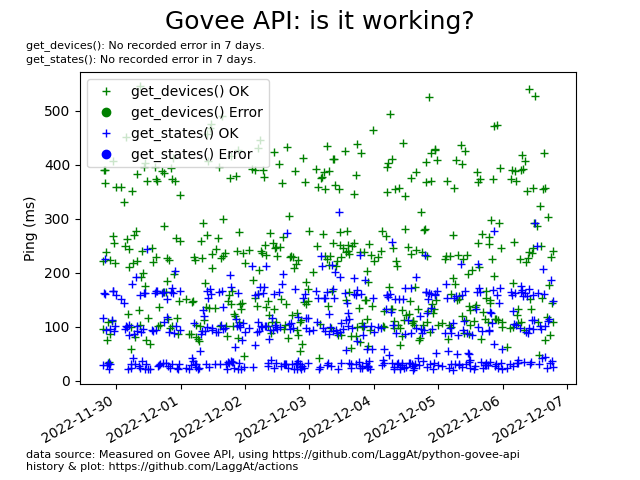 Govee API: is it working?
get_devices(): No recorded error in 7 days.
get_states(): No recorded error in 7 days.
get_devices() OK
get_devices() Error
get_states() OK
get_states() Error
Ping (ms)
500
400
300
200
100
0
2022-11-30
2022-12-01
2022-12-02
2022-12-03
2022-12-04
2022-12-05
2022-12-06
2022-12-07
data source: Measured on Govee API, using https://github.com/LaggAt/python-govee-api
history & plot: https://github.com/LaggAt/actions